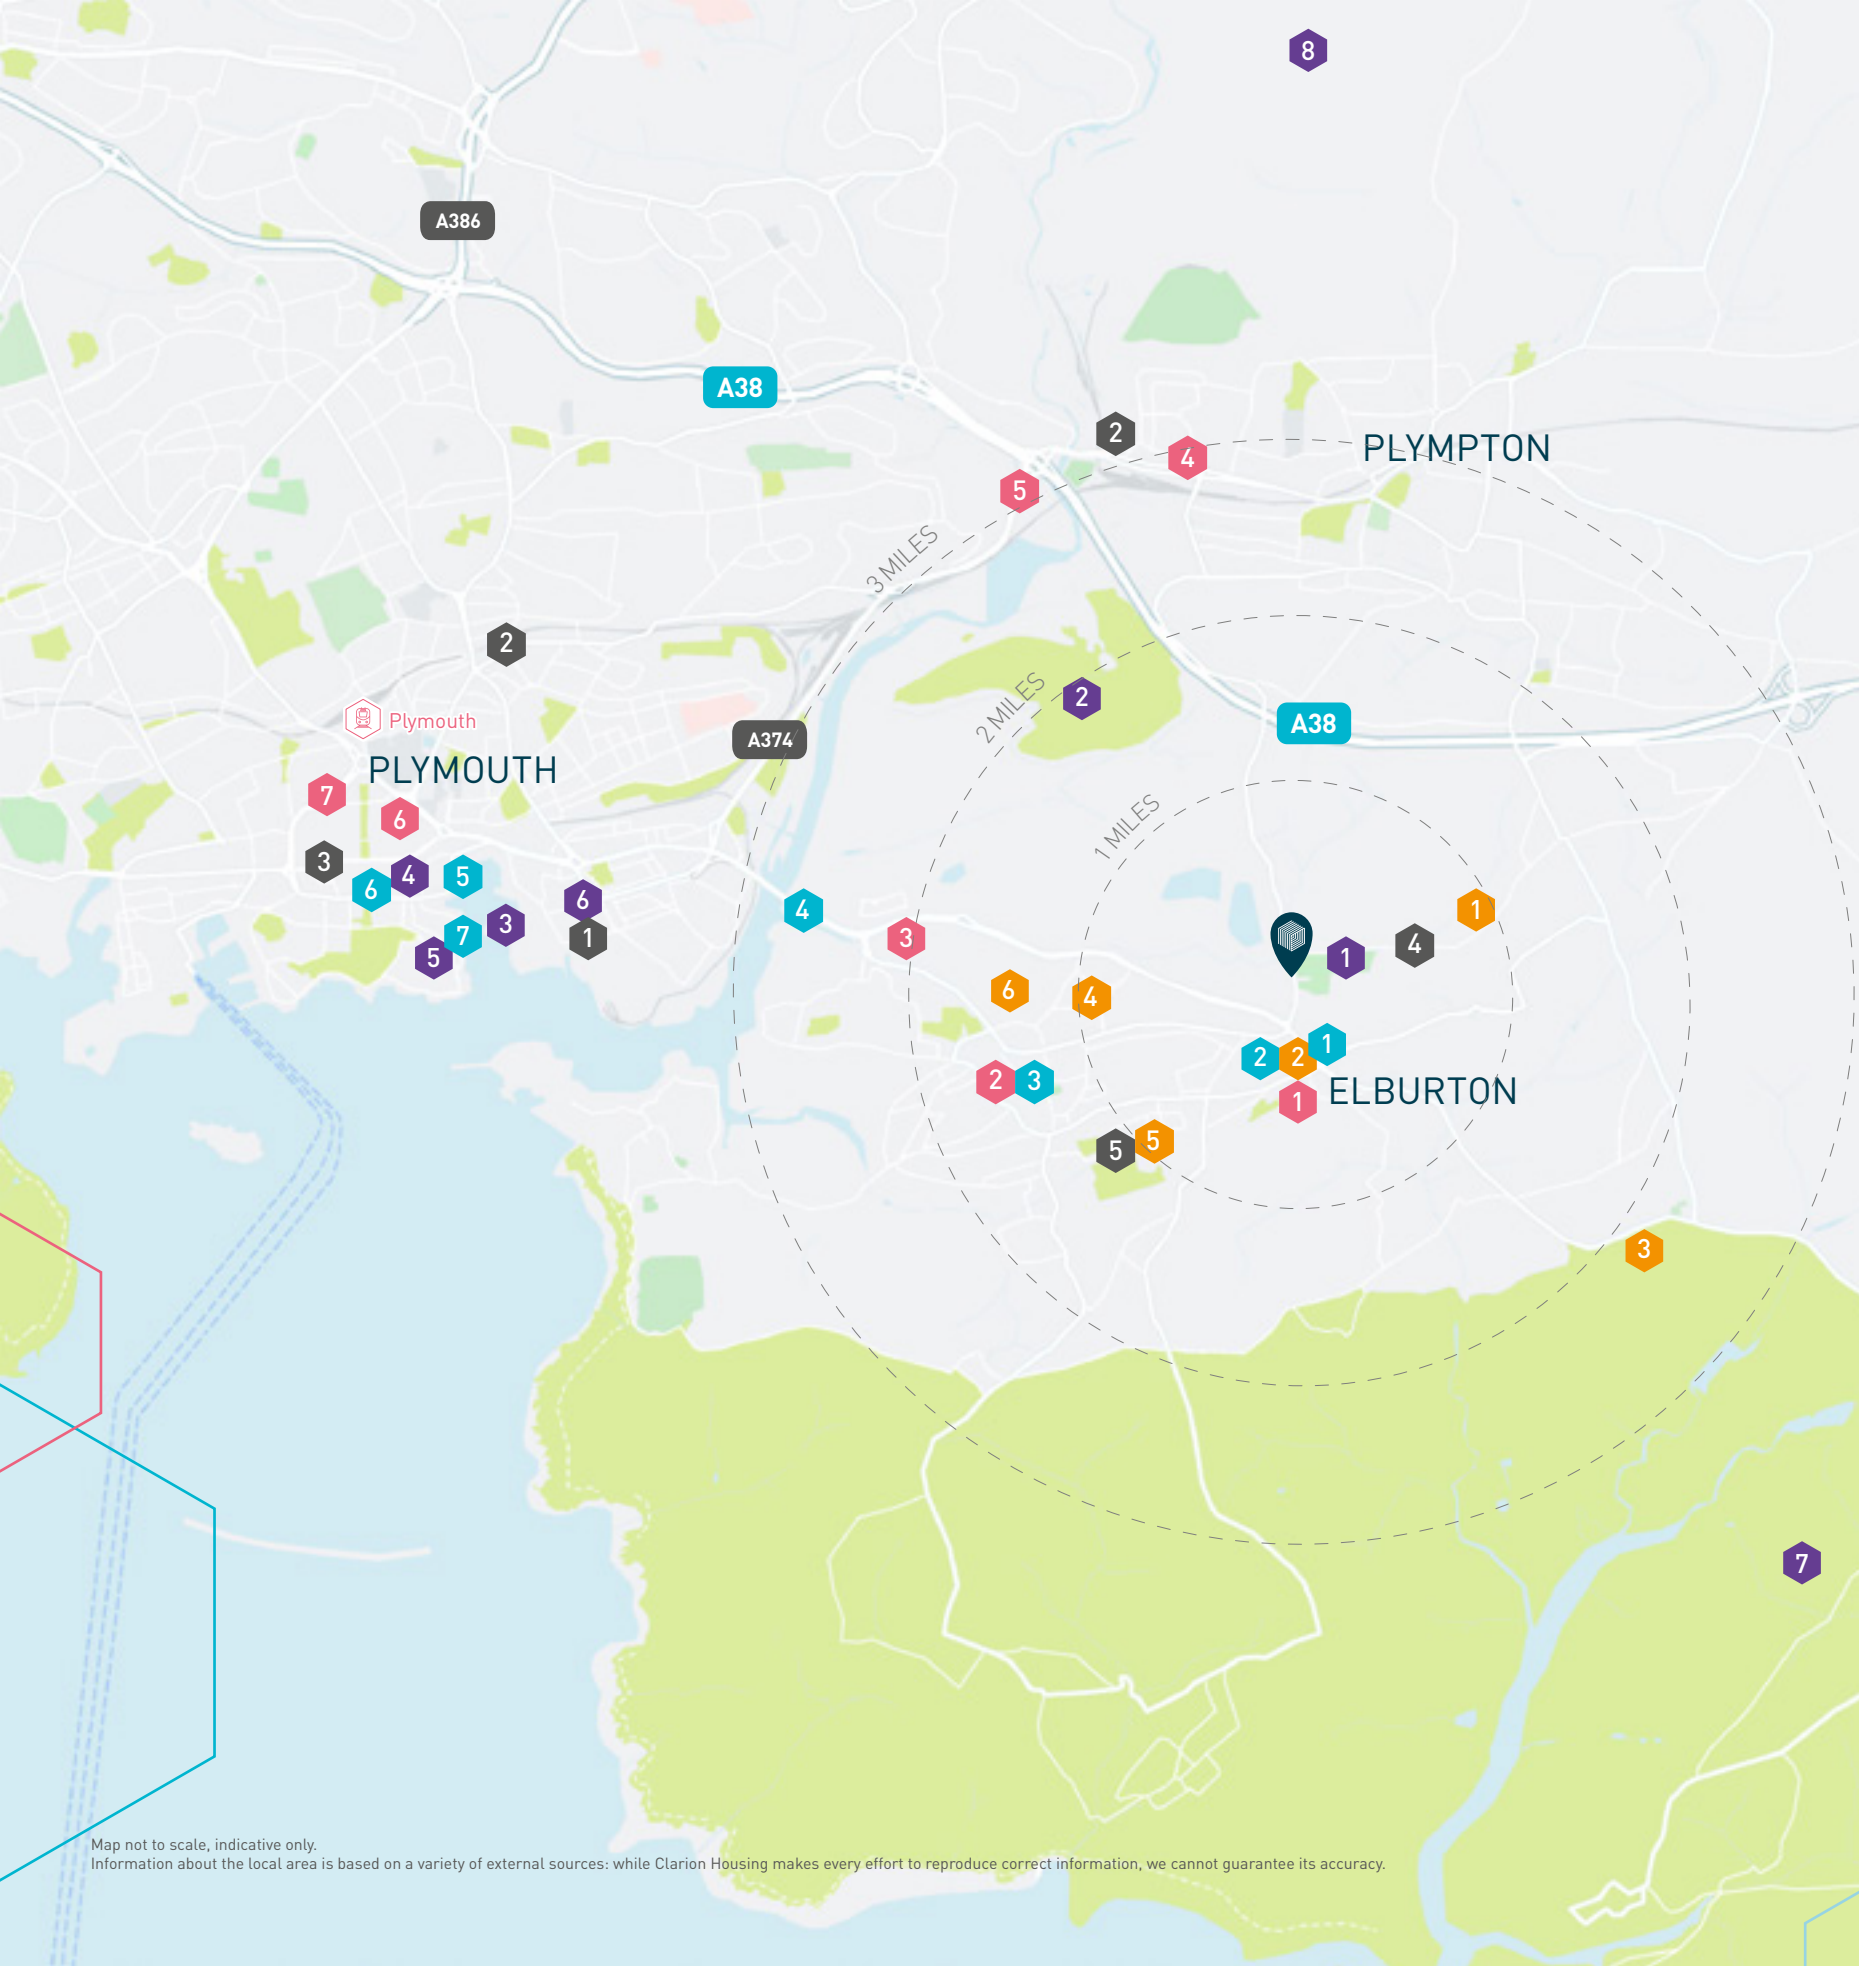 8
A386
A38
2
4
PLYMPTON
5
3 MILES
2
2 MILES
2
Plymouth
A38
A374
PLYMOUTH
7
6
1 MILES
3
6
4
5
6
4
1
3
7
5
3
1
1
4
1
6
4
2
2
1
2
3
1
ELBURTON
5
5
3
7
Map not to scale, indicative only.
Information about the local area is based on a variety of external sources: while Clarion Housing makes every effort to reproduce correct information, we cannot guarantee its accuracy.